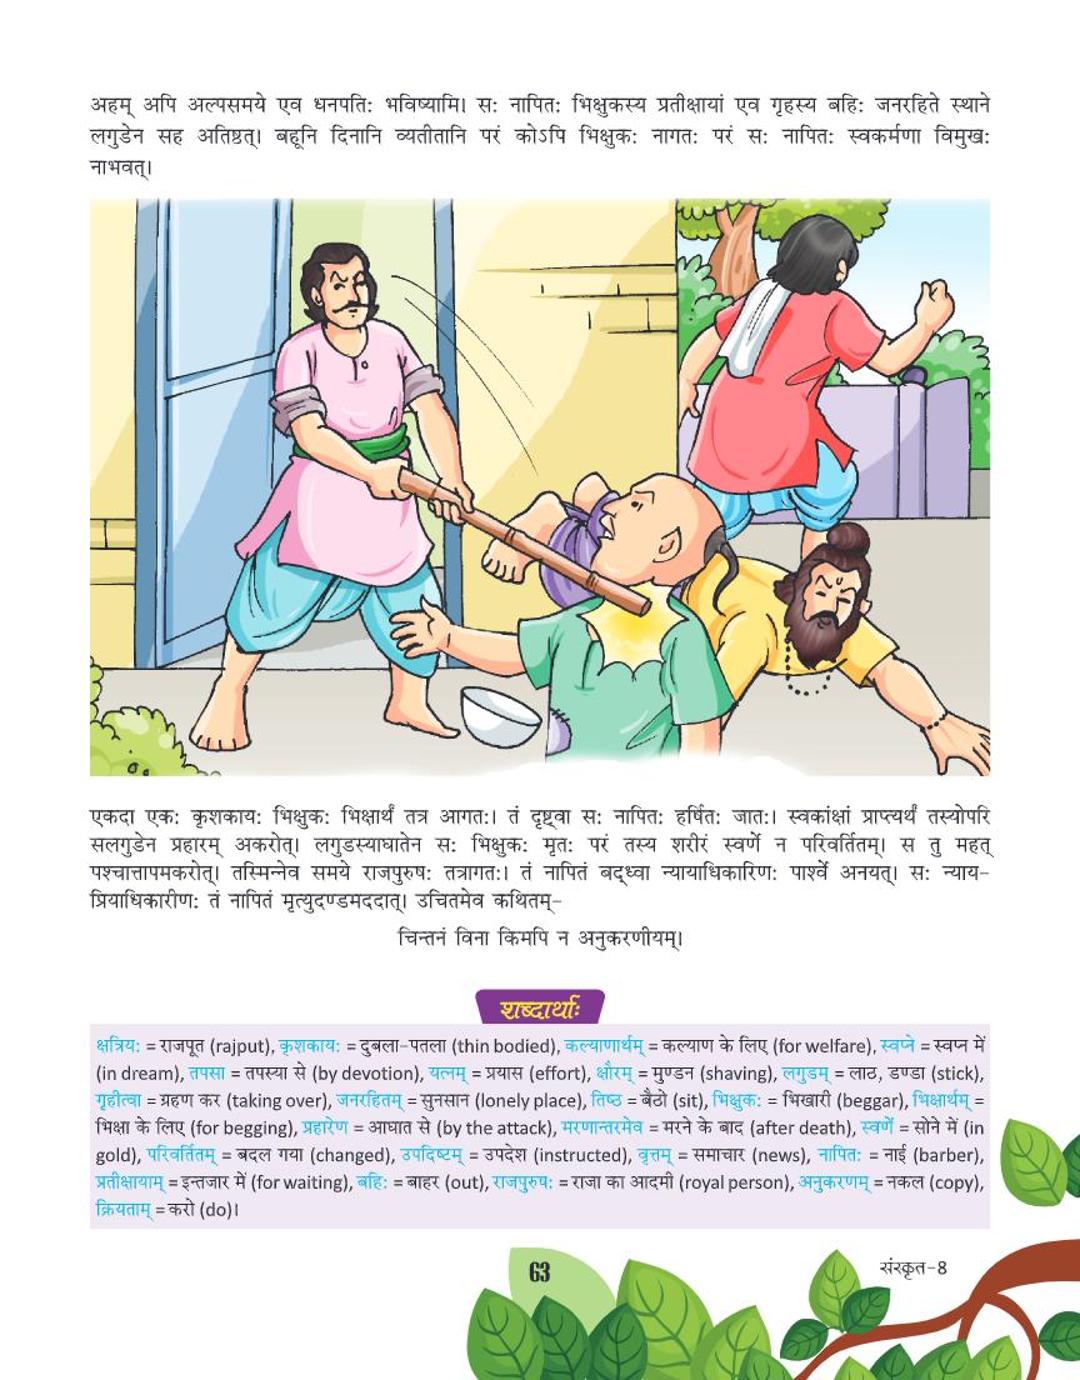 अहम् अपि अल्पसमये एव धनपतिः भविष्यामि। सः नापितः भिक्षुकस्य प्रतीक्षायां एव गृहस्य बहिः जनरहिते स्थाने
लगुडेन सह अतिष्ठत्। बहूनि दिनानि व्यतीतानि परं कोऽपि भिक्षुकः नागतः परं सः नापितः स्वकर्मणा विमुखः
नाभवत्।
एकदा एकः कृशकायः भिक्षुकः भिक्षार्थं तत्र आगतः। तं दृष्ट्वा सः नापितः हर्षितः जातः। स्वकांक्षां प्राप्त्यर्थं तस्योपरि
सलगुडेन प्रहारम् अकरोत्। लगुडस्याघातेन सः भिक्षुकः मृतः परं तस्य शरीरं स्वर्णे न परिवर्तितम्। स तु महत्
पश्चात्तापमकरोत्। तस्मिन्नेव समये राजपुरुषः तत्रागतः। तं नापितं बद्ध्वा न्यायाधिकारिणः पार्श्वे अनयत्। सः न्याय-
प्रियाधिकारीणः तं नापितं मृत्युदण्डमददात्। उचितमेव कथितम्-
चिन्तनं विना किमपि न अनुकरणीयम्।
शब्दार्थाः
क्षत्रियः = राजपूत (rajput), कृशकायः = दुबला-पतला (thin bodied), कल्याणार्थम् = कल्याण के लिए (for welfare), स्वप्ने = स्वप्न में
(in dream), तपसा = तपस्या से (by devotion), यत्नम् = प्रयास (effort), क्षौरम् = मुण्डन (shaving), लगुडम् = लाठ, डण्डा (stick),
गृहीत्वा = ग्रहण कर (taking over), जनरहितम् = सुनसान (lonely place), तिष्ठ = बैठो (sit), भिक्षुकः = भिखारी (beggar), भिक्षार्थम् =
भिक्षा के लिए (for begging), प्रहारेण = आघात से (by the attack), मरणान्तरमेव = मरने के बाद (after death), स्वर्णे = सोने में (in
gold), परिवर्तितम् = बदल गया (changed), उपदिष्टम् = उपदेश (instructed), वृत्तम् = समाचार (news), नापितः = नाई (barber),
प्रतीक्षायाम् = इन्तजार में (for waiting), बहिः = बाहर (out), राजपुरुषः = राजा का आदमी (royal person), अनुकरणम् = नकल (copy),
क्रियताम् = करो (do)।
63
संस्कृत-8